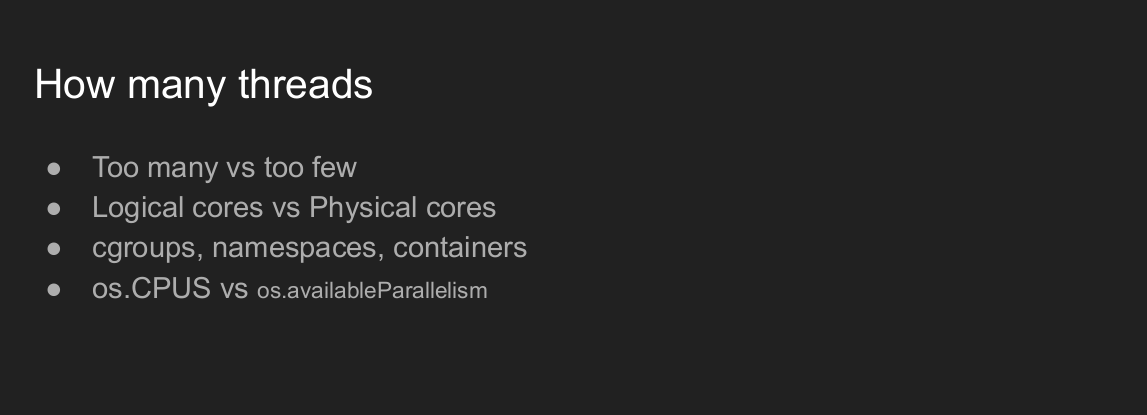 How many threads
● Too many vs too few
● Logical cores vs Physical cores
● cgroups, namespaces, containers
● os.CPUS vs os.availableParallelism